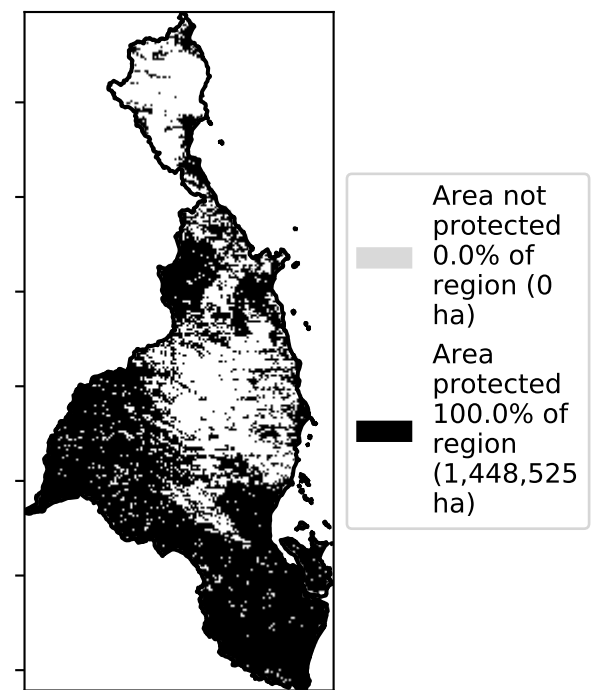 Area not
protected
0.0% of
region (0
ha)
Area
protected
100.0% of
region
(1,448,525
ha)